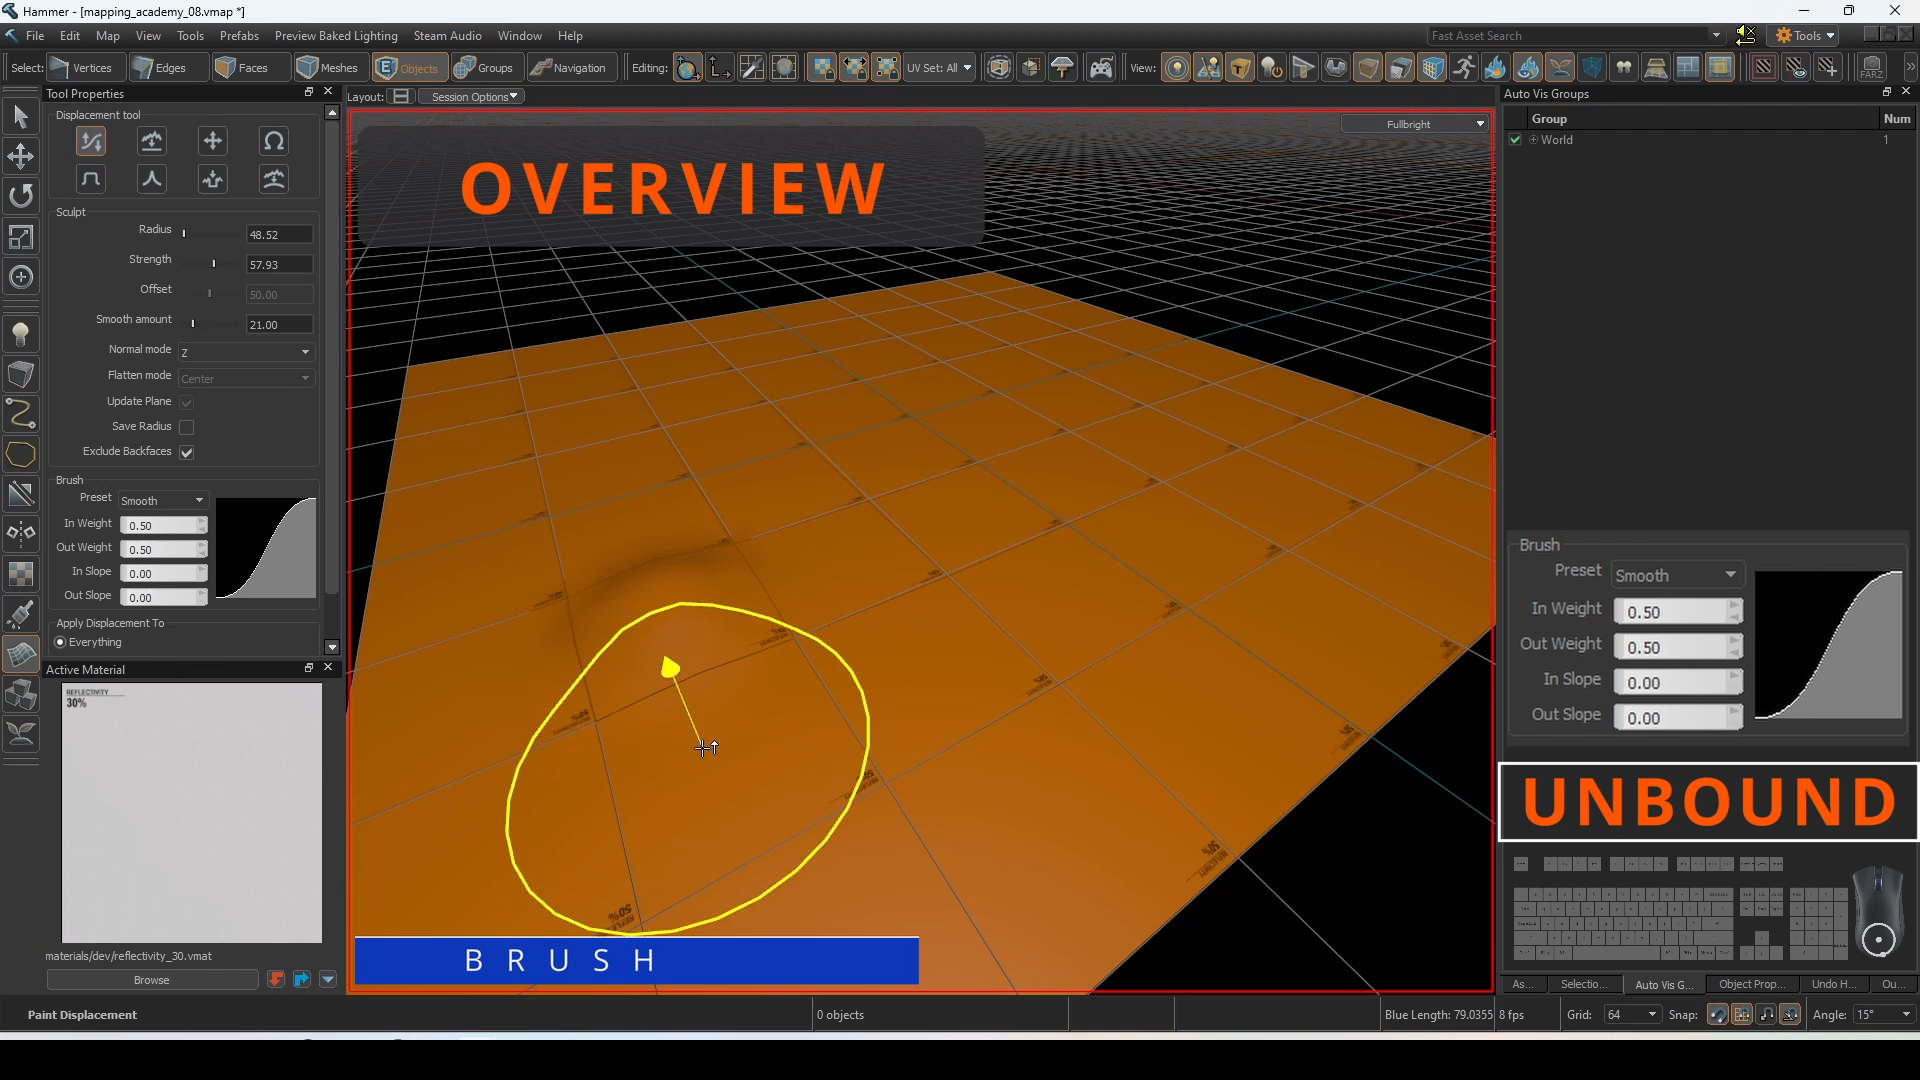 Hammer - [mapping_academy_08.vmap *]
File Edit Map View Tools Prefabs Preview Baked Lighting Steam Audio Window Help
Fast Asset Search
Tools
Select: Vertices Edges Faces Meshes Objects Groups Navigation Editing: UV Set: All View: FARZ
Tool Properties
Layout: Session Options
Auto Vis Groups
Displacement tool
Fullbright
Group Num
World 1
OVERVIEW
Sculpt
Radius 48.52
Strength 57.93
Offset 50.00
Smooth amount 21.00
Normal mode Z
Flatten mode Center
Update Plane
Save Radius
Exclude Backfaces
Brush
Preset Smooth
In Weight 0.50
Out Weight 0.50
In Slope 0.00
Out Slope 0.00
Apply Displacement To
Everything
Brush
Preset Smooth
In Weight 0.50
Out Weight 0.50
In Slope 0.00
Out Slope 0.00
Active Material
REFLECTIVITY
30%
UNBOUND
BRUSH
materials/dev/reflectivity_30.vmat
Browse
As... Selectio... Auto Vis G... Object Prop... Undo H... Ou...
Paint Displacement 0 objects Blue Length: 79.0355 8 fps Grid: 64 Snap: Angle: 15°